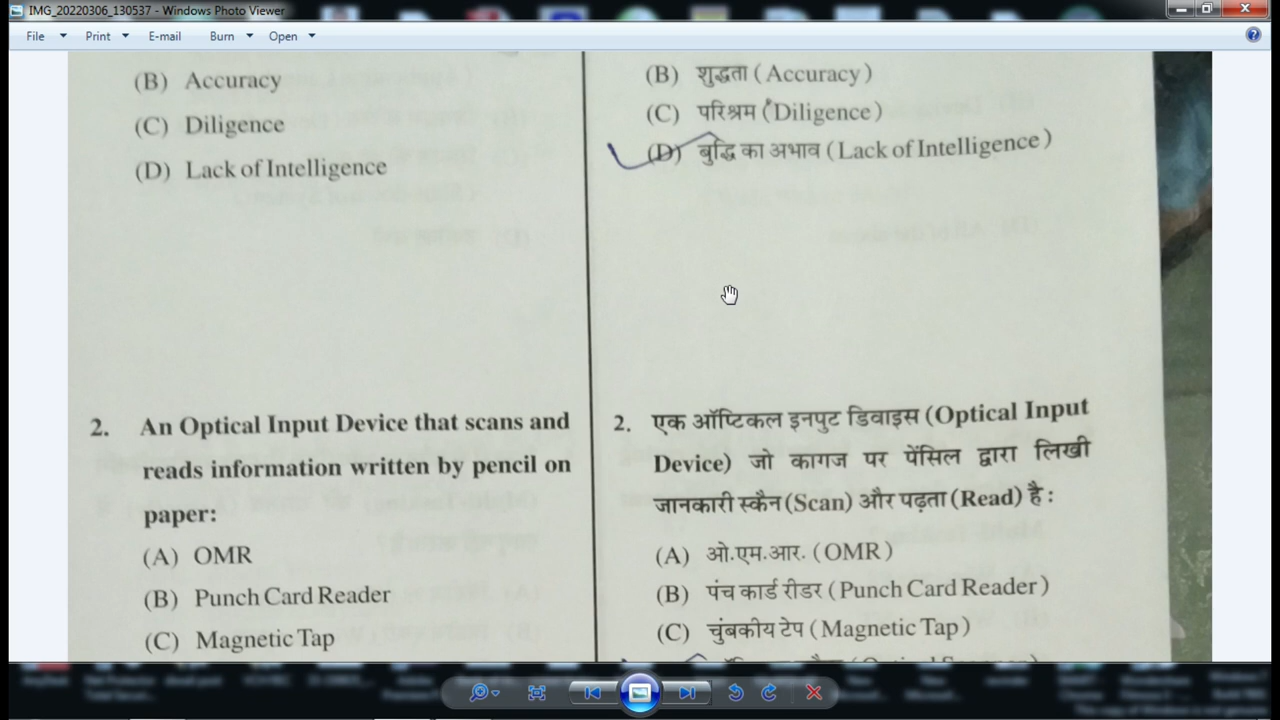 IMG_20220306_130537 - Windows Photo Viewer
File Print E-mail Burn Open
(B) Accuracy
(C) Diligence
(D) Lack of Intelligence
(B) शुद्धता (Accuracy)
(C) परिश्रम (Diligence)
(D) बुद्धि का अभाव (Lack of Intelligence)
2. An Optical Input Device that scans and
reads information written by pencil on
paper:
(A) OMR
(B) Punch Card Reader
(C) Magnetic Tap
2. एक ऑप्टिकल इनपुट डिवाइस (Optical Input
Device) जो कागज पर पेंसिल द्वारा लिखी
जानकारी स्कैन(Scan) और पढ़ता (Read) है:
(A) ओ.एम.आर. (OMR)
(B) पंच कार्ड रीडर (Punch Card Reader)
(C) चुंबकीय टेप (Magnetic Tap)